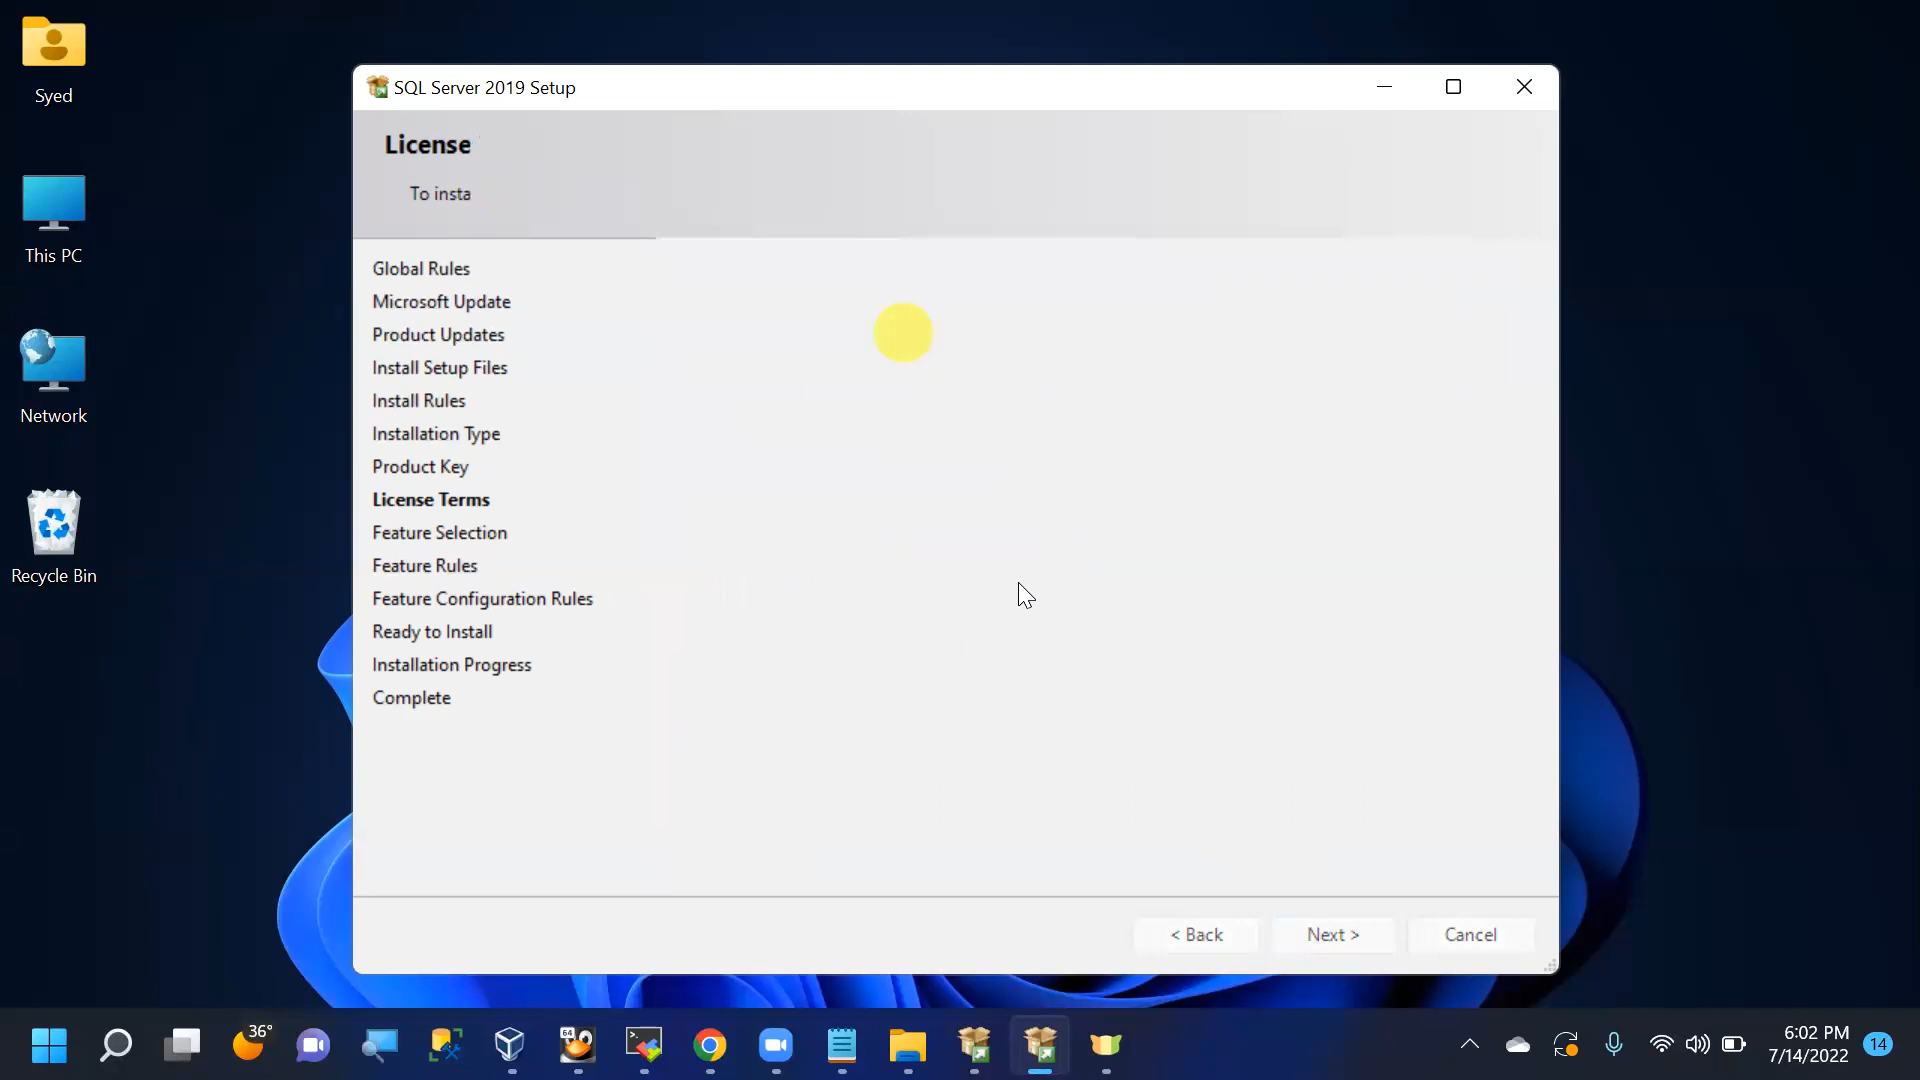 Syed
This PC
Network
Recycle Bin
SQL Server 2019 Setup
License
To insta
Global Rules
Microsoft Update
Product Updates
Install Setup Files
Install Rules
Installation Type
Product Key
License Terms
Feature Selection
Feature Rules
Feature Configuration Rules
Ready to Install
Installation Progress
Complete
< Back
Next >
Cancel
36°
64
6:02 PM
7/14/2022
14